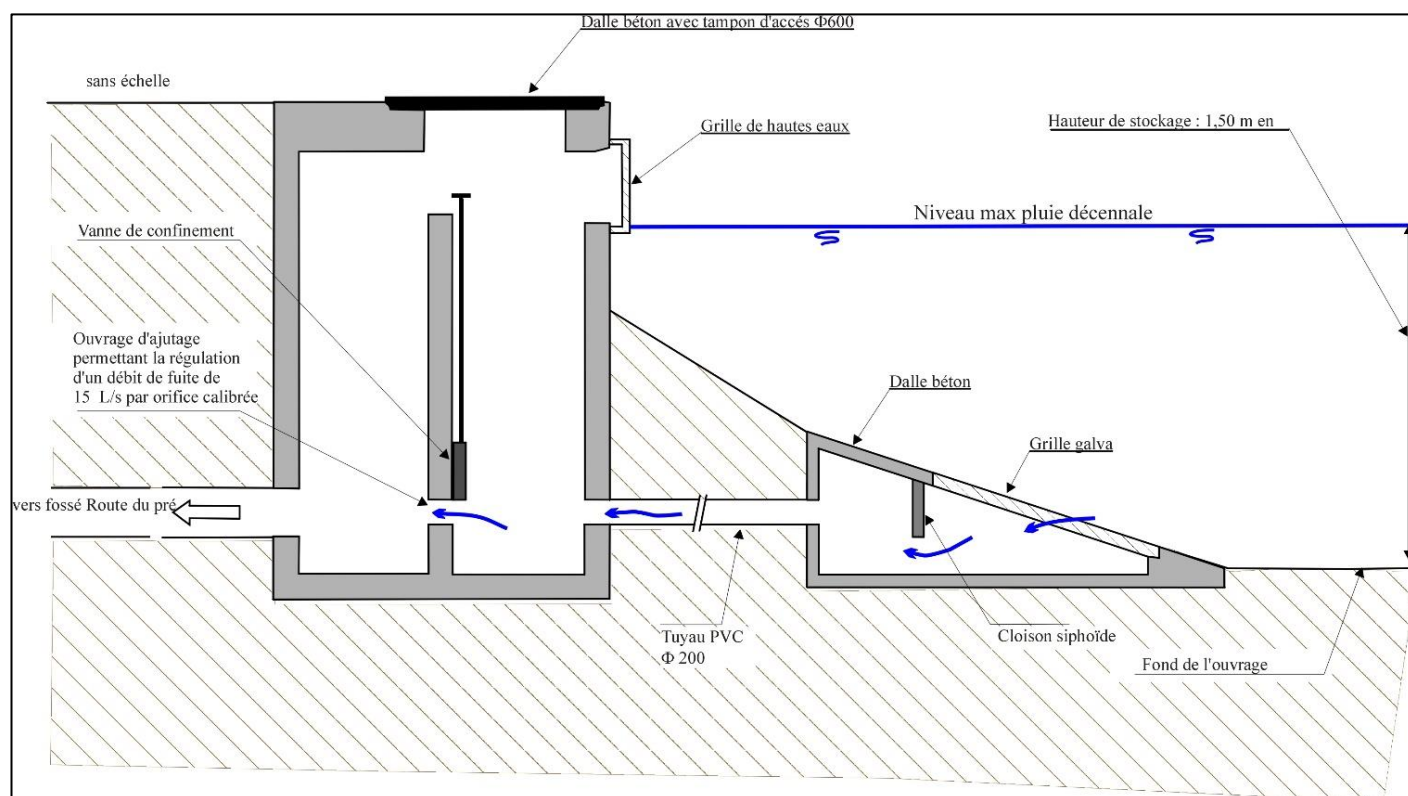 Dalle béton avec tampon d'accés Φ600
sans échelle
Grille de hautes eaux
Hauteur de stockage : 1,50 m en
Niveau max pluie décennale
Vanne de confinement
Ouvrage d'ajutage
permettant la régulation
d'un débit de fuite de
15 L/s par orifice calibrée
Dalle béton
Grille galva
vers fossé Route du pré
Tuyau PVC
Φ 200
Cloison siphoïde
Fond de l'ouvrage